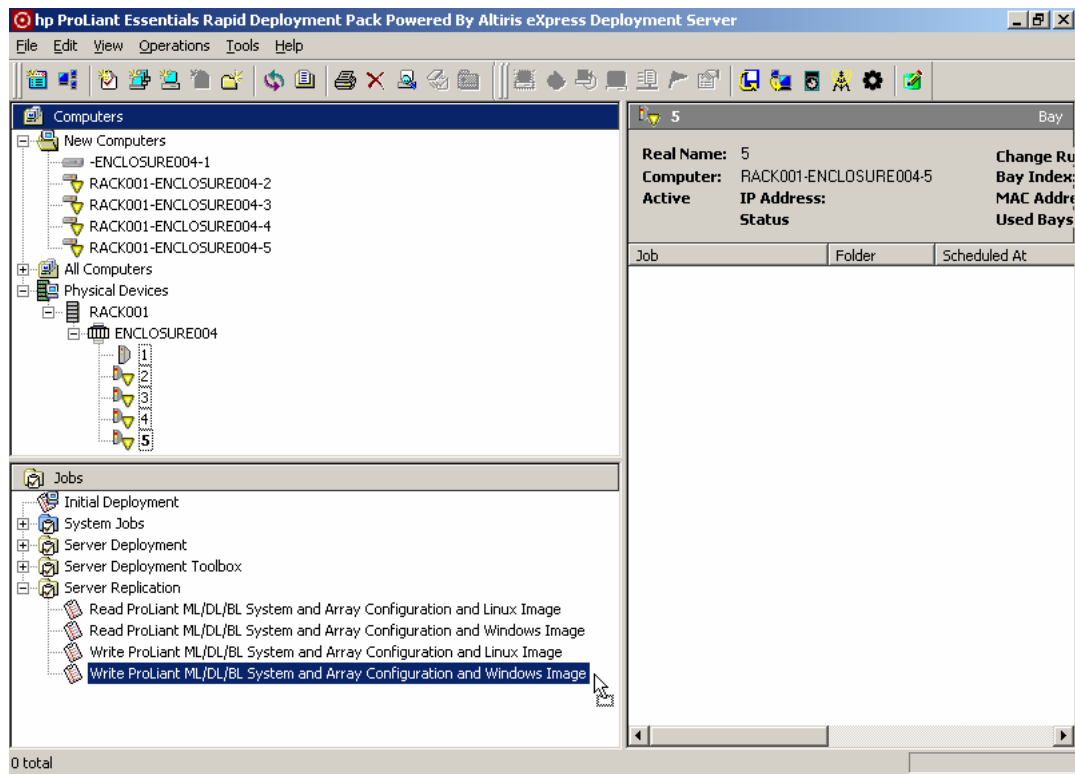 hp ProLiant Essentials Rapid Deployment Pack Powered By Altiris eXpress Deployment Server
File Edit View Operations Tools Help
Computers
New Computers
-ENCLOSURE004-1
RACK001-ENCLOSURE004-2
RACK001-ENCLOSURE004-3
RACK001-ENCLOSURE004-4
RACK001-ENCLOSURE004-5
All Computers
Physical Devices
RACK001
ENCLOSURE004
1
2
3
4
5
Jobs
Initial Deployment
System Jobs
Server Deployment
Server Deployment Toolbox
Server Replication
Read ProLiant ML/DL/BL System and Array Configuration and Linux Image
Read ProLiant ML/DL/BL System and Array Configuration and Windows Image
Write ProLiant ML/DL/BL System and Array Configuration and Linux Image
Write ProLiant ML/DL/BL System and Array Configuration and Windows Image
5 Bay
Real Name: 5 Change Ru
Computer: RACK001-ENCLOSURE004-5 Bay Index:
Active IP Address: MAC Addre
Status Used Bays
Job Folder Scheduled At
0 total